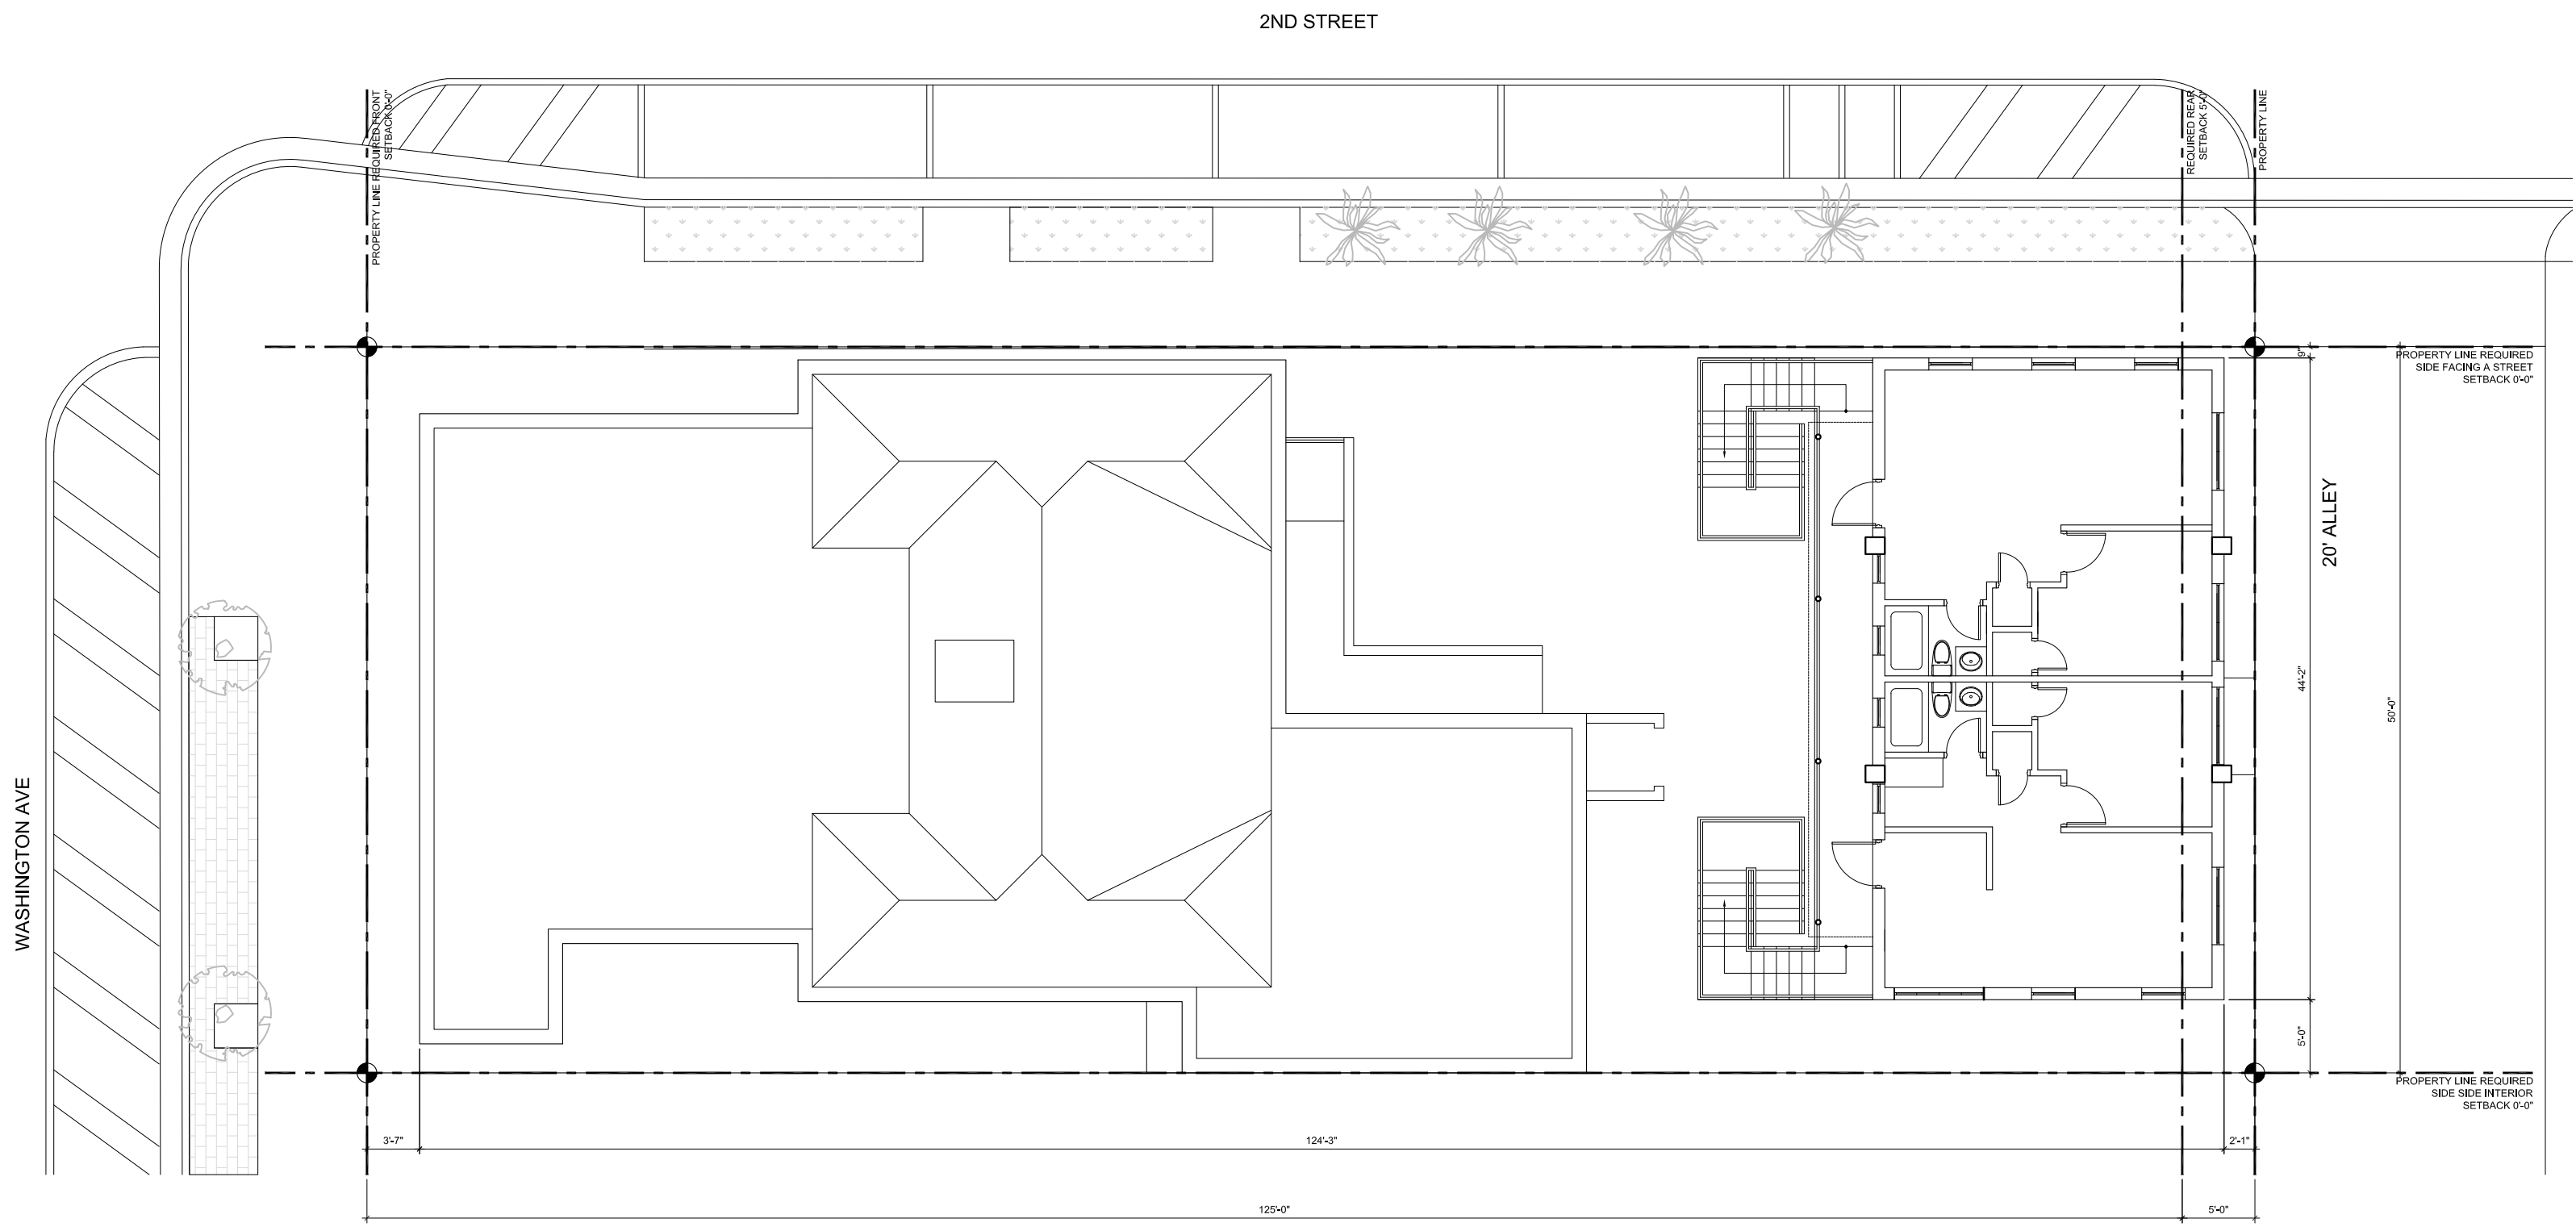 2ND STREET
PROPERTY LINE REQUIRED FRONT
SETBACK 0'-0"
REQUIRED REAR
SETBACK 5'-0"
PROPERTY LINE
9"
PROPERTY LINE REQUIRED
SIDE FACING A STREET
SETBACK 0'-0"
20' ALLEY
44'-2"
50'-0"
WASHINGTON AVE
5'-0"
PROPERTY LINE REQUIRED
SIDE SIDE INTERIOR
SETBACK 0'-0"
3'-7"
124'-3"
2'-1"
125'-0"
5'-0"